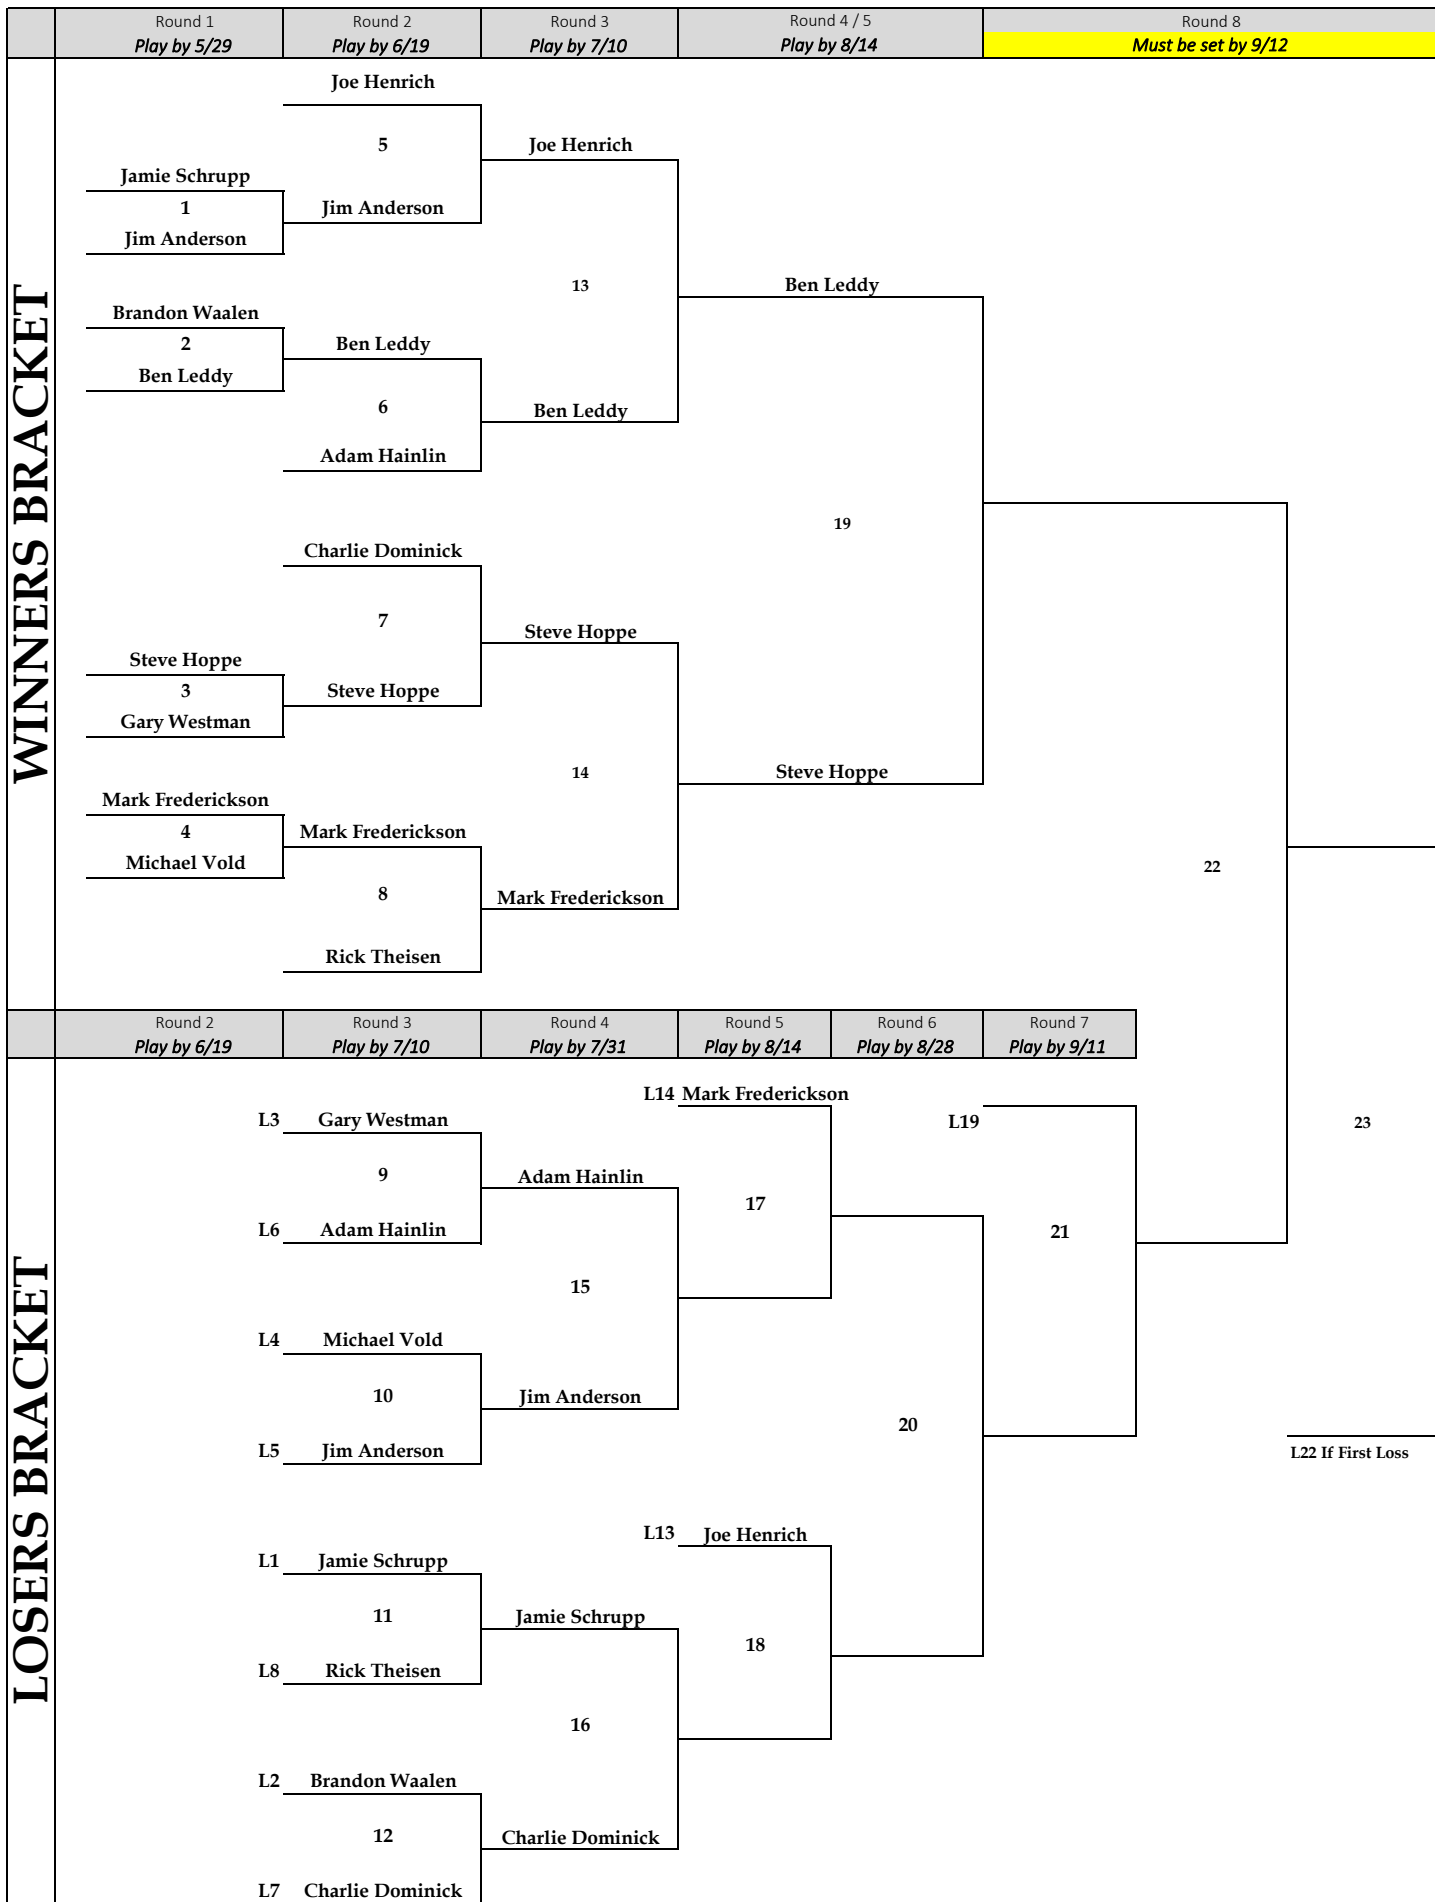 Round 1
Round 2
Round 3
Round 4 / 5
Round 8
Play by 5/29
Play by 6/19
Play by 7/10
Play by 8/14
Must be set by 9/12
WINNERS BRACKET
Joe Henrich
5
Joe Henrich
Jamie Schrupp
1
Jim Anderson
Jim Anderson
13
Ben Leddy
Brandon Waalen
2
Ben Leddy
Ben Leddy
6
Ben Leddy
Adam Hainlin
19
Charlie Dominick
7
Steve Hoppe
Steve Hoppe
3
Steve Hoppe
Gary Westman
14
Steve Hoppe
Mark Frederickson
4
Mark Frederickson
Michael Vold
22
8
Mark Frederickson
Rick Theisen
Round 2
Round 3
Round 4
Round 5
Round 6
Round 7
Play by 6/19
Play by 7/10
Play by 7/31
Play by 8/14
Play by 8/28
Play by 9/11
LOSERS BRACKET
L14 Mark Frederickson
L3 Gary Westman
L19
23
9
Adam Hainlin
17
L6 Adam Hainlin
21
15
L4 Michael Vold
10
Jim Anderson
20
L5 Jim Anderson
L22 If First Loss
L13 Joe Henrich
L1 Jamie Schrupp
11
Jamie Schrupp
18
L8 Rick Theisen
16
L2 Brandon Waalen
12
Charlie Dominick
L7 Charlie Dominick